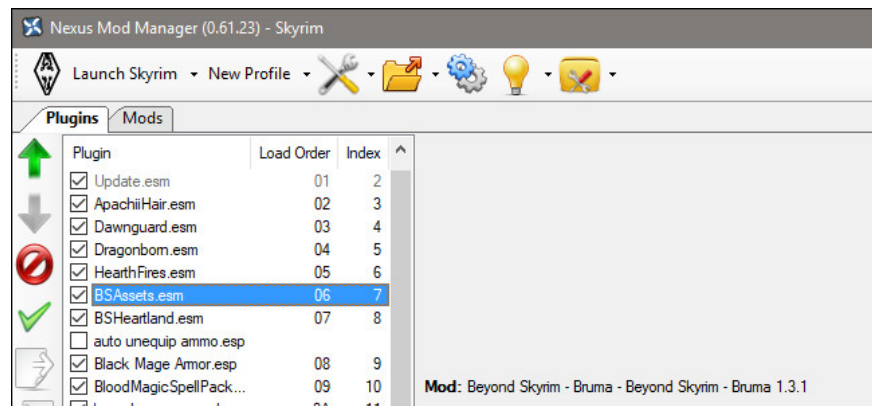 Nexus Mod Manager (0.61.23) - Skyrim
Launch Skyrim New Profile
Plugins Mods
Plugin Load Order Index
Update.esm 01 2
ApachiiHair.esm 02 3
Dawnguard.esm 03 4
Dragonborn.esm 04 5
HearthFires.esm 05 6
BSAssets.esm 06 7
BSHeartland.esm 07 8
auto unequip ammo.esp
Black Mage Armor.esp 08 9
BloodMagicSpellPack... 09 10
Mod: Beyond Skyrim - Bruma - Beyond Skyrim - Bruma 1.3.1